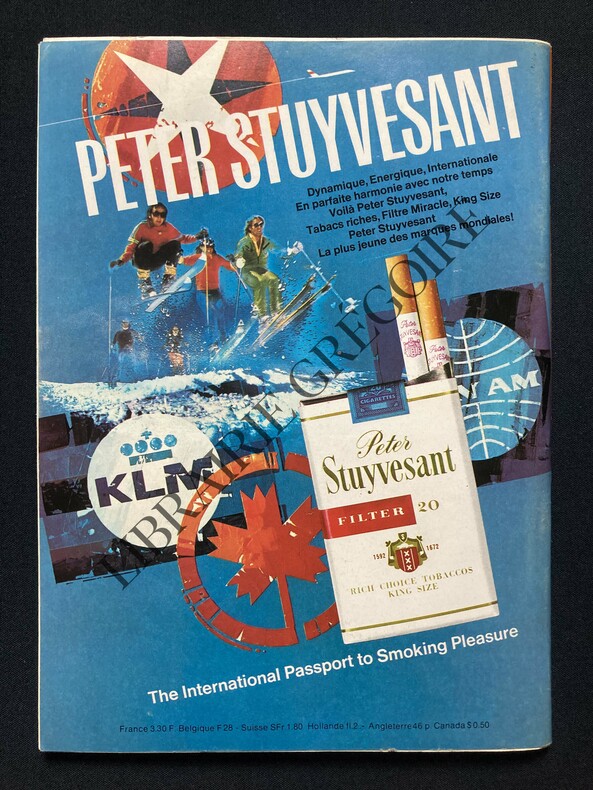 PETER STUYVESANT
Dynamique, Energique, Internationale
En parfaite harmonie avec notre temps
Voilà Peter Stuyvesant,
Tabacs riches, Filtre Miracle, King Size
Peter Stuyvesant
La plus jeune des marques mondiales!
Peter
20
CIGARETTES
AM
KLM
Peter
Stuyvesant
FILTER 20
1592 1672
RICH CHOICE TOBACCOS
KING SIZE
LIBRAIRIE GREGOIRE
The International Passport to Smoking Pleasure
France 3.30 F. Belgique F 28 - Suisse SFr 1.80 Hollande fl.2.- Angleterre 46 p Canada $ 0.50